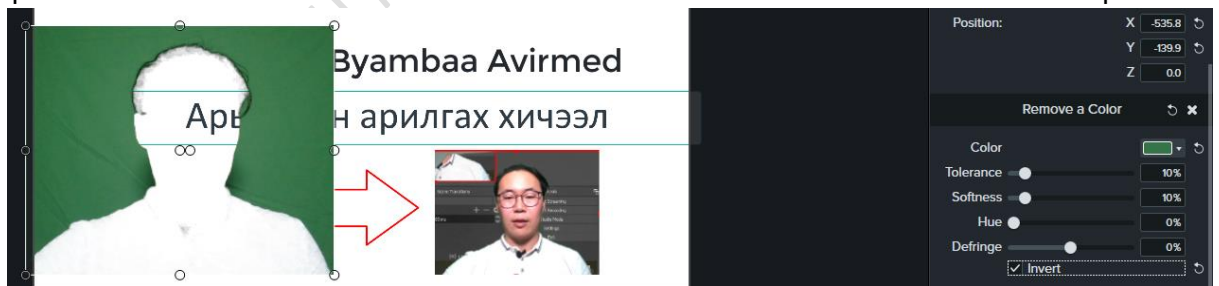 Byambaa Avirmed
н арилгах хичээл
Position:
X -535.8
Y -139.9
Z 0.0
Remove a Color
Color
Tolerance 10%
Softness 10%
Hue 0%
Defringe 0%
Invert